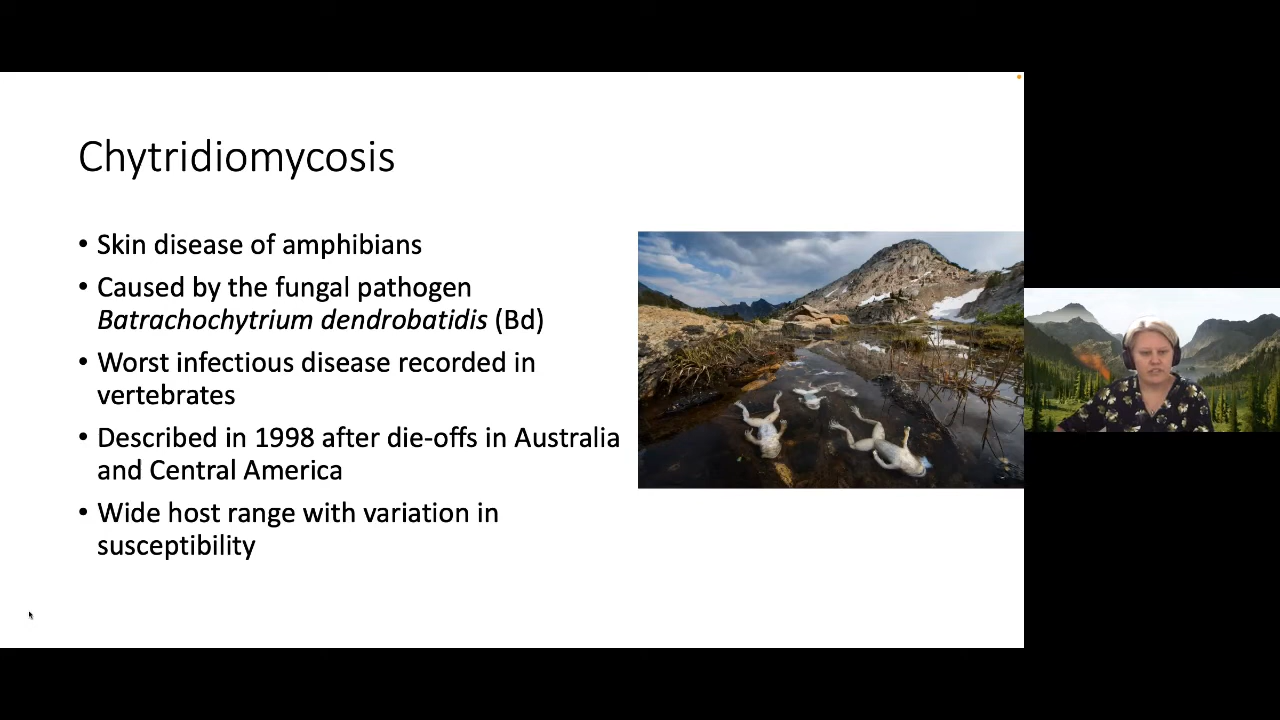 Chytridiomycosis
• Skin disease of amphibians
• Caused by the fungal pathogen
Batrachochytrium dendrobatidis (Bd)
• Worst infectious disease recorded in
vertebrates
• Described in 1998 after die-offs in Australia
and Central America
• Wide host range with variation in
susceptibility